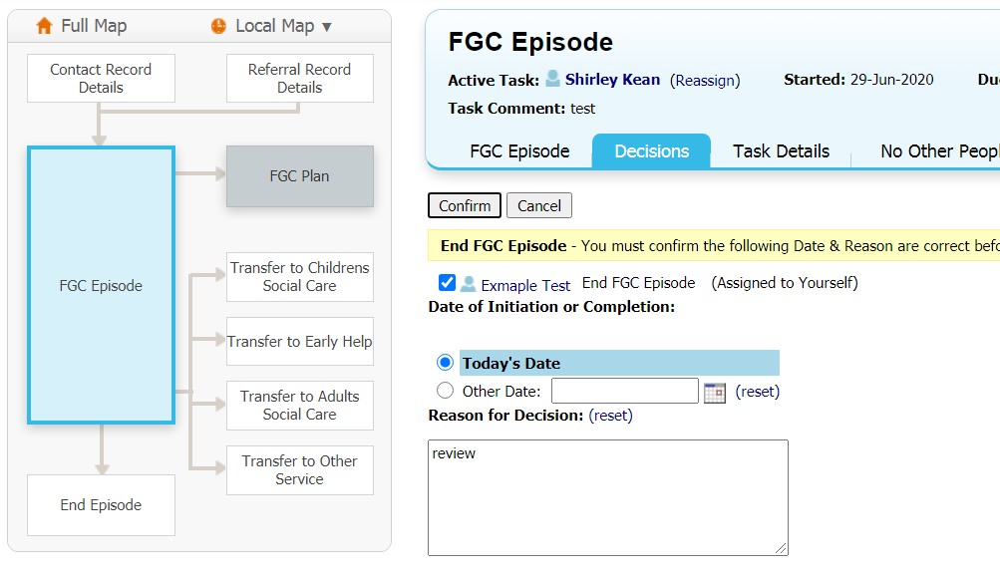 Full Map
Local Map ▼
Contact Record
Details
Referral Record
Details
FGC Episode
FGC Plan
Transfer to Childrens
Social Care
Transfer to Early Help
Transfer to Adults
Social Care
Transfer to Other
Service
End Episode
FGC Episode
Active Task: Shirley Kean (Reassign) Started: 29-Jun-2020
Task Comment: test
FGC Episode Decisions Task Details No Other
Confirm Cancel
End FGC Episode - You must confirm the following Date & Reason are correct
Exmaple Test End FGC Episode (Assigned to Yourself)
Date of Initiation or Completion:
Today's Date
Other Date: (reset)
Reason for Decision: (reset)
review